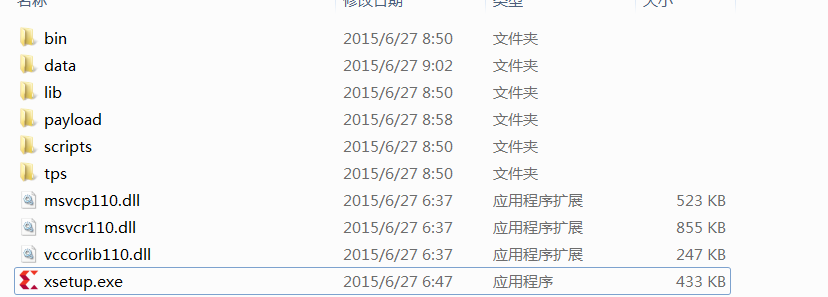 名称 修改日期 类型 大小
bin 2015/6/27 8:50 文件夹
data 2015/6/27 9:02 文件夹
lib 2015/6/27 8:50 文件夹
payload 2015/6/27 8:58 文件夹
scripts 2015/6/27 8:50 文件夹
tps 2015/6/27 8:50 文件夹
msvcp110.dll 2015/6/27 6:37 应用程序扩展 523 KB
msvcr110.dll 2015/6/27 6:37 应用程序扩展 855 KB
vccorlib110.dll 2015/6/27 6:37 应用程序扩展 247 KB
xsetup.exe 2015/6/27 6:47 应用程序 433 KB